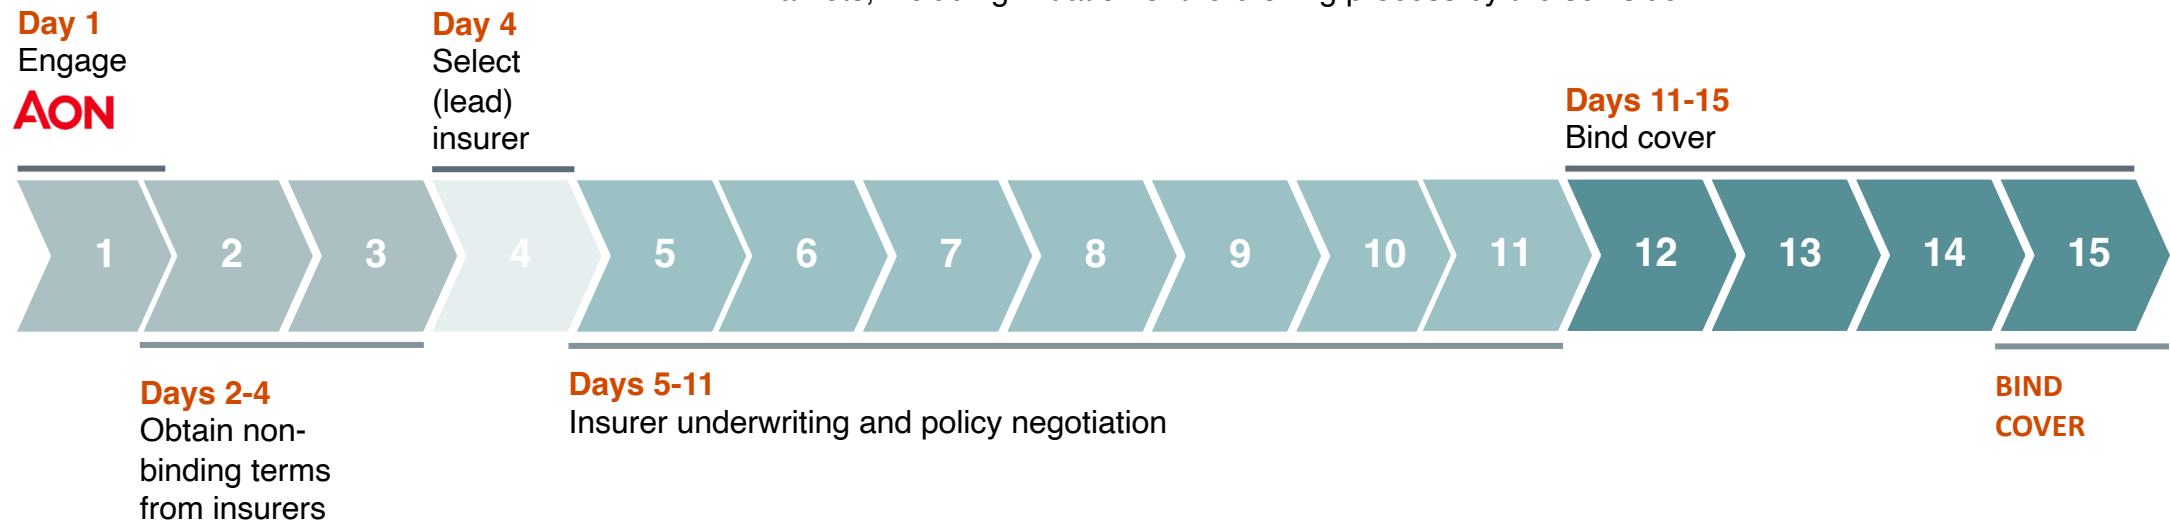 Day 1
Engage
AON
Day 4
Select
(lead)
insurer
Days 11-15
Bind cover
1 2 3 4 5 6 7 8 9 10 11 12 13 14 15
Days 2-4
Obtain non-
binding terms
from insurers
Days 5-11
Insurer underwriting and policy negotiation
BIND
COVER